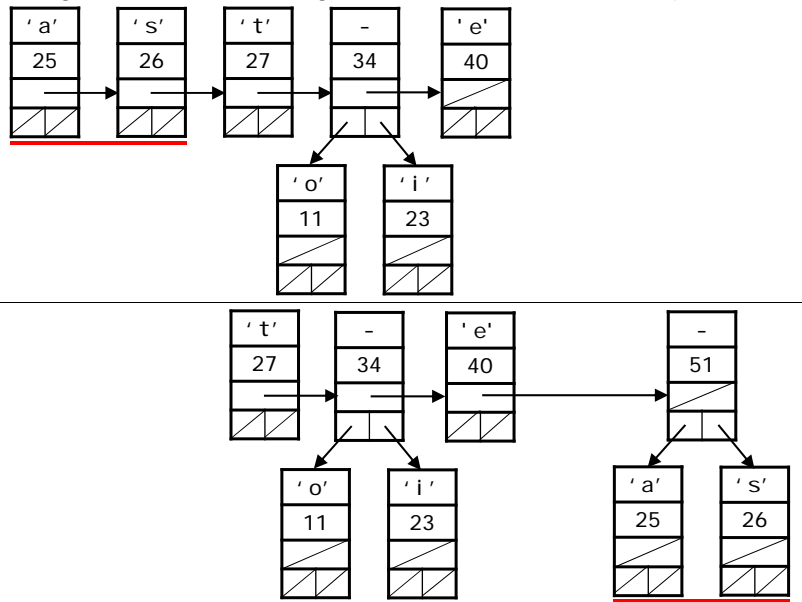 ‘a’ ‘s’ ‘t’ - 'e'
25 26 27 34 40
‘o’ ‘i’
11 23
‘t’ - 'e' -
27 34 40 51
‘o’ ‘i’ ‘a’ ‘s’
11 23 25 26